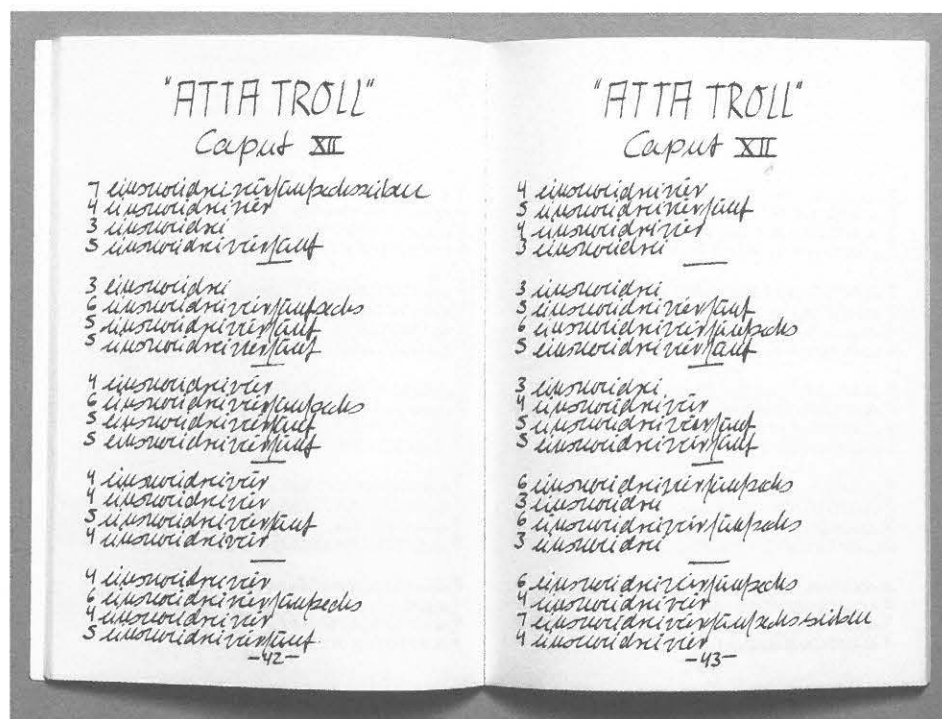 "ATTA TROLL"
Caput XII
7 einszweidreivierfünfsechssieben
4 einszweidreivier
3 einszweidrei
5 einszweidreivierfünf
3 einszweidrei
6 einszweidreivierfünfsechs
5 einszweidreivierfünf
5 einszweidreivierfünf
4 einszweidreivier
6 einszweidreivierfünfsechs
5 einszweidreivierfünf
5 einszweidreivierfünf
4 einszweidreivier
4 einszweidreivier
5 einszweidreivierfünf
4 einszweidreivier
4 einszweidreivier
6 einszweidreivierfünfsechs
4 einszweidreivier
5 einszweidreivierfünf
-42-
"ATTA TROLL"
Caput XII
4 einszweidreivier
5 einszweidreivierfünf
4 einszweidreivier
3 einszweidrei
3 einszweidrei
5 einszweidreivierfünf
6 einszweidreivierfünfsechs
5 einszweidreivierfünf
3 einszweidrei
4 einszweidreivier
5 einszweidreivierfünf
5 einszweidreivierfünf
6 einszweidreivierfünfsechs
3 einszweidrei
6 einszweidreivierfünfsechs
3 einszweidrei
6 einszweidreivierfünfsechs
4 einszweidreivier
7 einszweidreivierfünfsechssieben
4 einszweidreivier
-43-